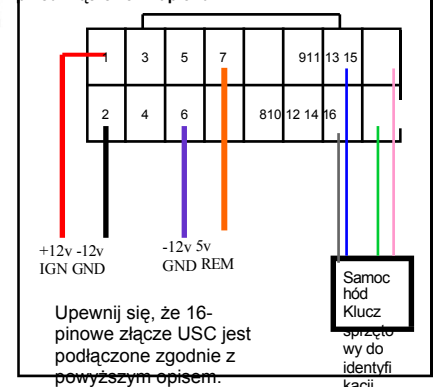 1 3 5 7 911 13 15
2 4 6 810 12 14 16
+12v -12v -12v 5v
IGN GND GND REM
Samoc
hód
Klucz
sprzęto
wy do
identyfi
kacji
Upewnij się, że 16-
pinowe złącze USC jest
podłączone zgodnie z
powyższym opisem.